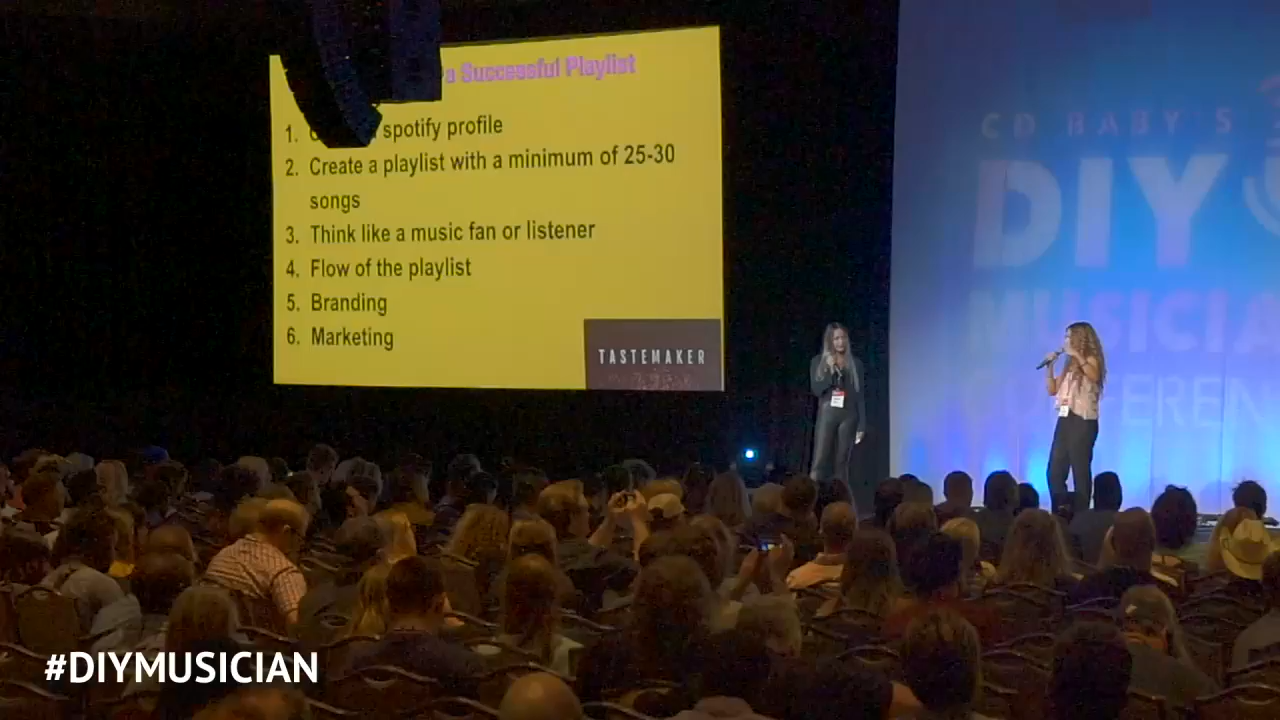 a Successful Playlist
1. spotify profile
2. Create a playlist with a minimum of 25-30
songs
3. Think like a music fan or listener
4. Flow of the playlist
5. Branding
6. Marketing
TASTEMAKER
CD BABY'S
DIY
MUSICIA
CONFEREN
#DIYMUSICIAN